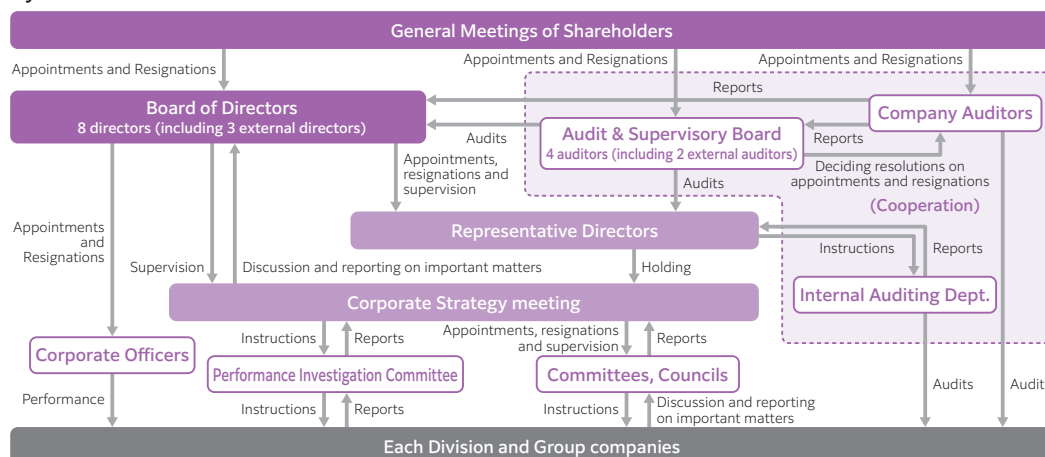 General Meetings of Shareholders
Appointments and Resignations
Appointments and Resignations
Appointments and Resignations
Board of Directors
8 directors (including 3 external directors)
Reports
Company Auditors
Audits
Audit & Supervisory Board
4 auditors (including 2 external auditors)
Reports
Deciding resolutions on
appointments and resignations
(Cooperation)
Appointments,
resignations and
supervision
Audits
Representative Directors
Appointments
and
Resignations
Supervision
Discussion and reporting on important matters
Holding
Instructions
Reports
Internal Auditing Dept.
Corporate Strategy meeting
Instructions
Reports
Appointments, resignations
and supervision
Reports
Corporate Officers
Performance Investigation Committee
Committees, Councils
Performance
Instructions
Reports
Instructions
Discussion and reporting
on important matters
Audits
Audit
Each Division and Group companies